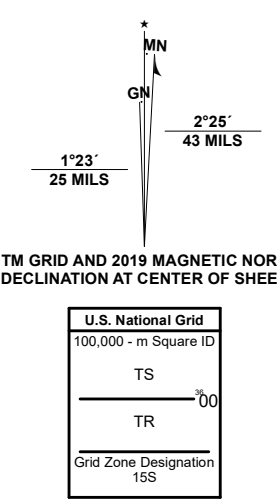 ★
MN
GN
2°25´
43 MILS
1°23´
25 MILS
TM GRID AND 2019 MAGNETIC NOR
DECLINATION AT CENTER OF SHEE
U.S. National Grid
100,000 - m Square ID
TS
3600
TR
Grid Zone Designation
15S